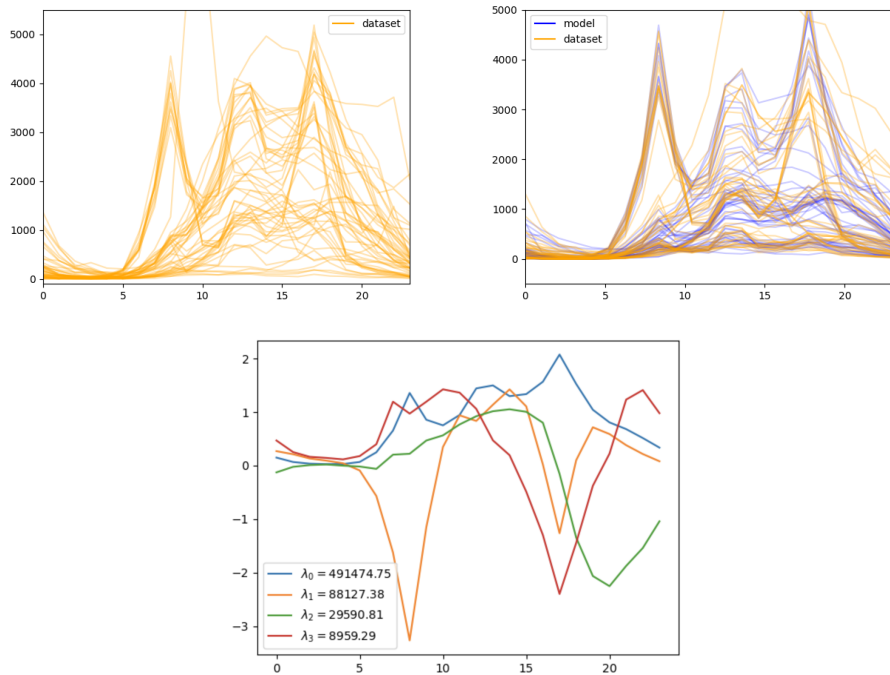 dataset
5000
4000
3000
2000
1000
0
0 5 10 15 20
model
dataset
5000
4000
3000
2000
1000
0
0 5 10 15 20
2
1
0
−1
−2
−3
λ₀ = 491474.75
λ₁ = 88127.38
λ₂ = 29590.81
λ₃ = 8959.29
0 5 10 15 20